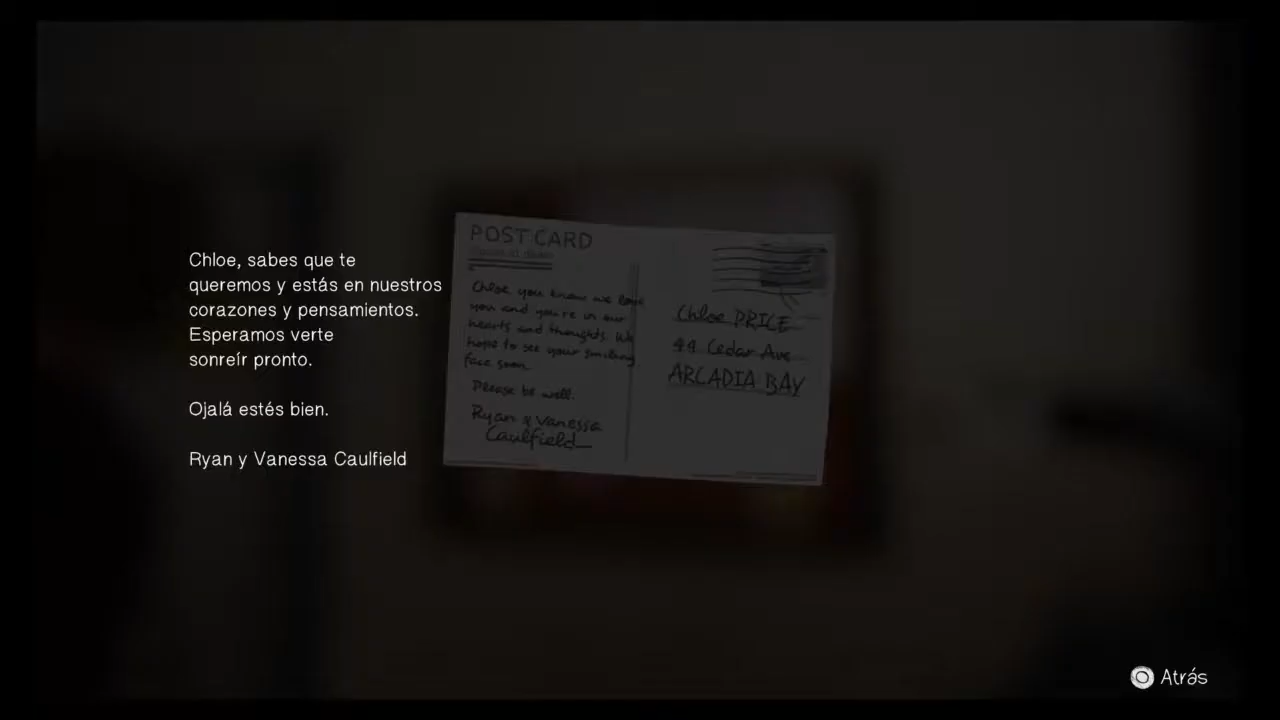 Chloe, sabes que te
queremos y estás en nuestros
corazones y pensamientos.
Esperamos verte
sonreír pronto.
Ojalá estés bien.
Ryan y Vanessa Caulfield
POST CARD
Chloe you know we love
you and you're in our
hearts and thoughts. We
hope to see your smiling
face soon.
Please be well.
Ryan & Vanessa
Caulfield
Chloe PRICE
44 Cedar Ave
ARCADIA BAY
Atrás